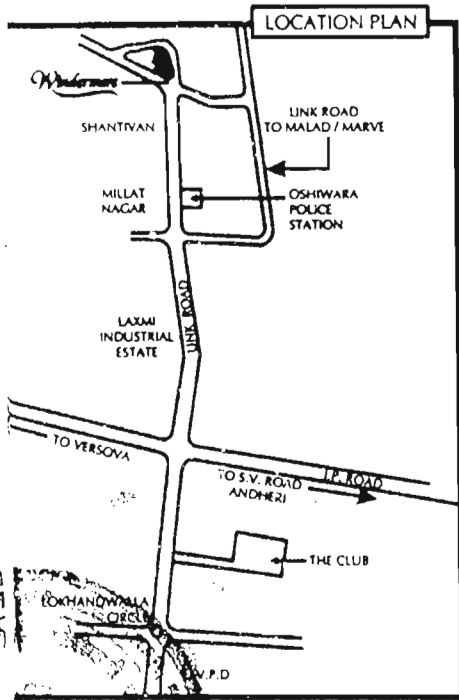 LOCATION PLAN
Windermere
SHANTIVAN
LINK ROAD
TO MALAD / MARVE
MILLAT
NAGAR
OSHIWARA
POLICE
STATION
LINK ROAD
LAXMI
INDUSTRIAL
ESTATE
TO VERSOVA
J.P. ROAD
TO S.V. ROAD
ANDHERI
THE CLUB
LOKHANDWALA
CIRCLE
V.P.D